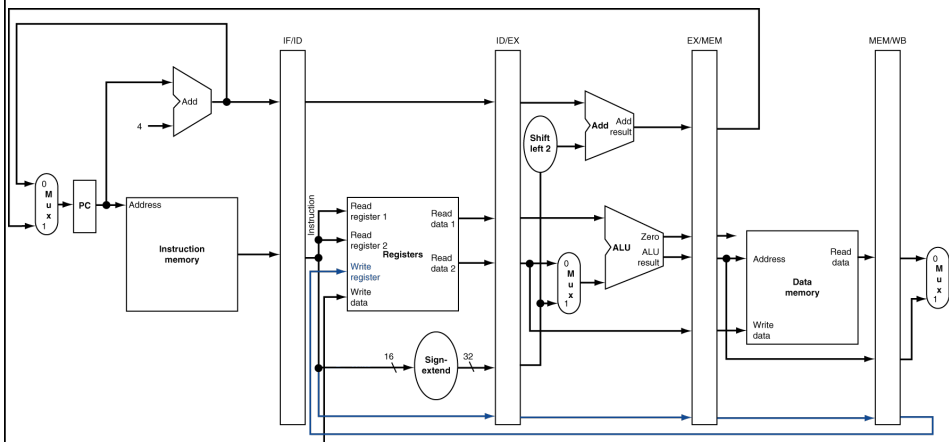 IF/ID
ID/EX
EX/MEM
MEM/WB
Add
4
Add
Add
result
Shift
left 2
0
M
u
x
1
PC
Address
Instruction
memory
Instruction
Read
register 1
Read
register 2
Write
register
Write
data
Registers
Read
data 1
Read
data 2
16
Sign-
extend
32
0
M
u
x
1
ALU
Zero
ALU
result
Address
Write
data
Data
memory
Read
data
0
M
u
x
1